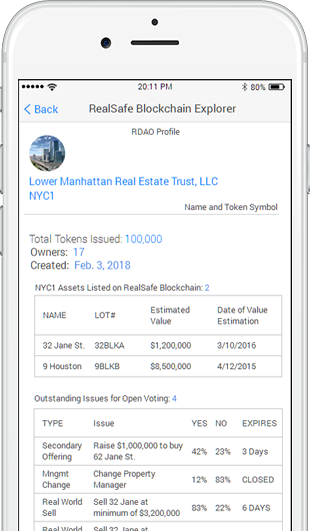 20:11 PM 80%
Back RealSafe Blockchain Explorer
RDAO Profile
Lower Manhattan Real Estate Trust, LLC
NYC1
Name and Token Symbol
Total Tokens Issued: 100,000
Owners: 17
Created: Feb. 3, 2018
NYC1 Assets Listed on RealSafe Blockchain: 2
NAME LOT# Estimated Value Date of Value Estimation
32 Jane St. 32BLKA $1,200,000 3/10/2016
9 Houston 9BLKB $8,500,000 4/12/2015
Outstanding Issues for Open Voting: 4
TYPE Issue YES NO EXPIRES
Secondary Offering Raise $1,000,000 to buy 62 Jane St. 42% 23% 3 Days
Mngmt Change Change Property Manager 12% 83% CLOSED
Real World Sell Sell 32 Jane at minimum of $3,200,000 83% 22% 6 DAYS
Real World Sell 32 Jane at